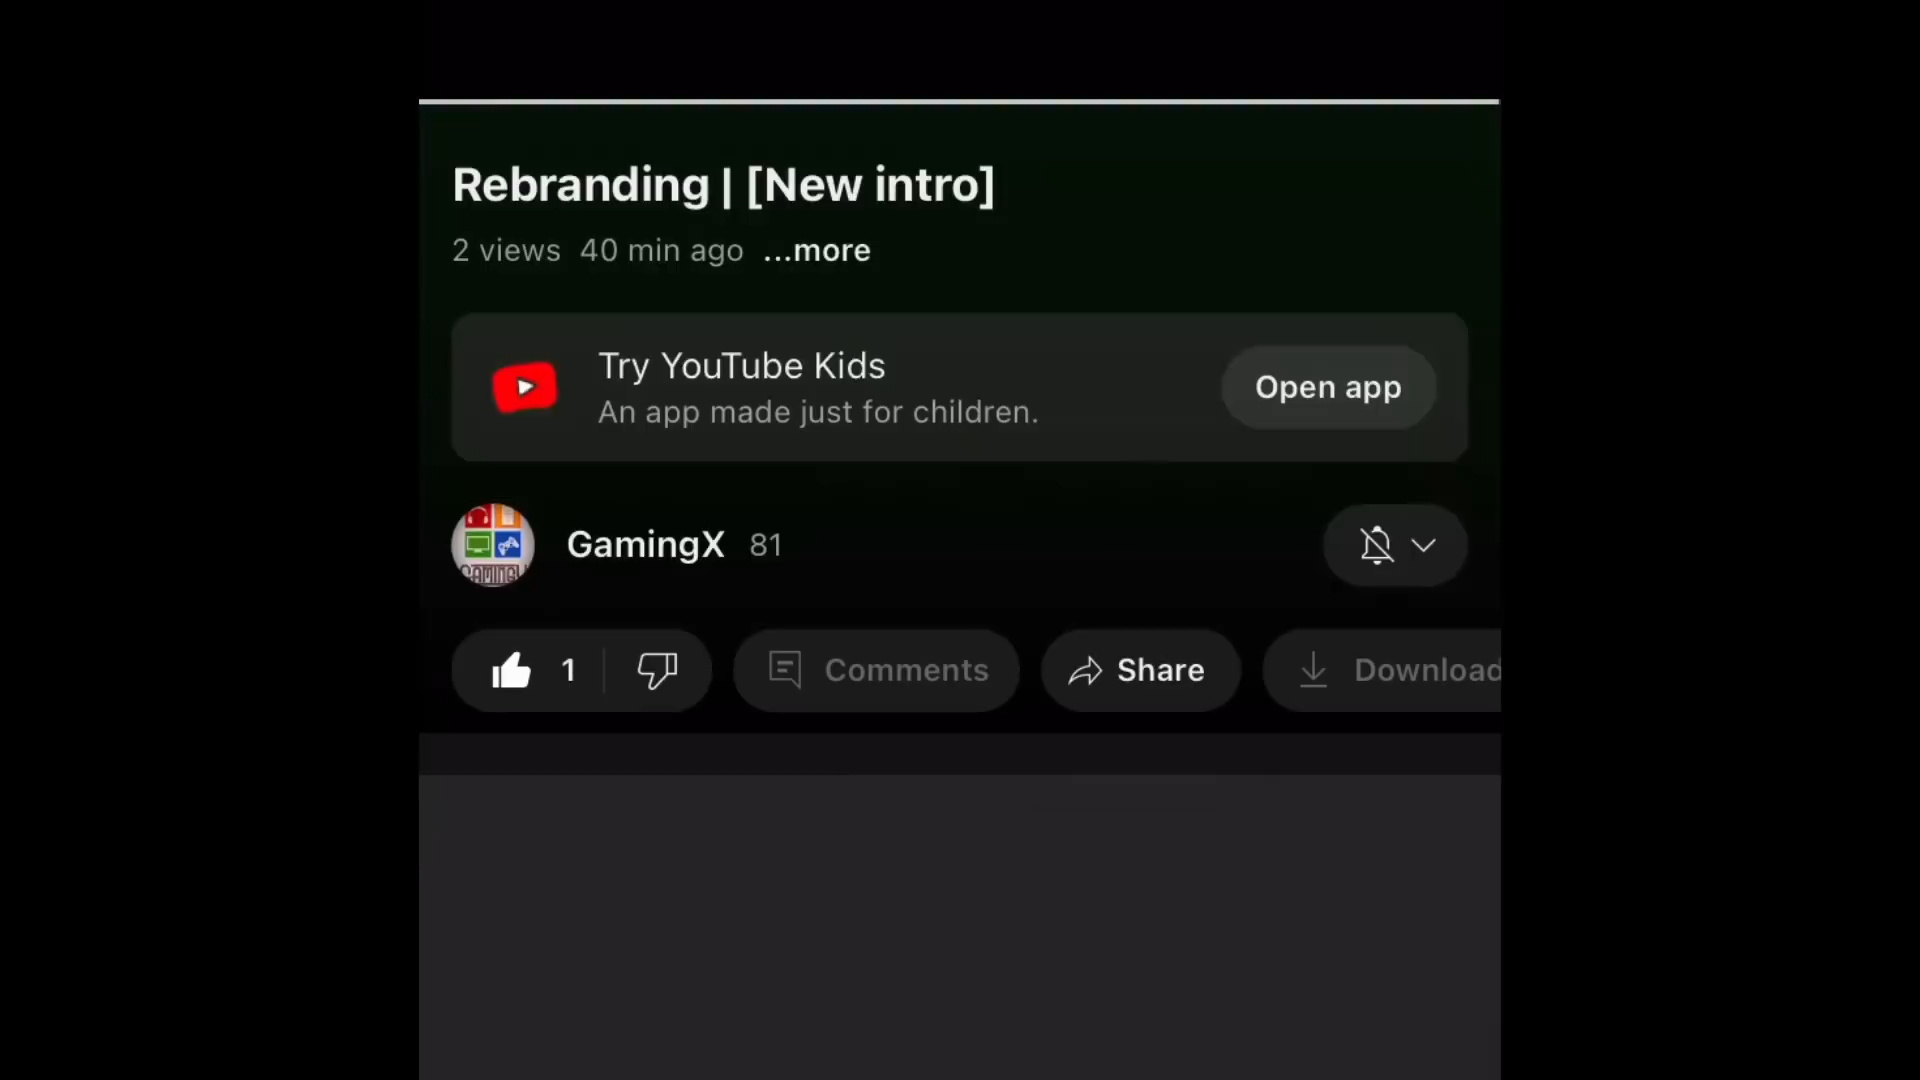 Rebranding | [New intro]
2 views 40 min ago ...more
Try YouTube Kids
An app made just for children.
Open app
GamingX 81
1
Comments
Share
Download